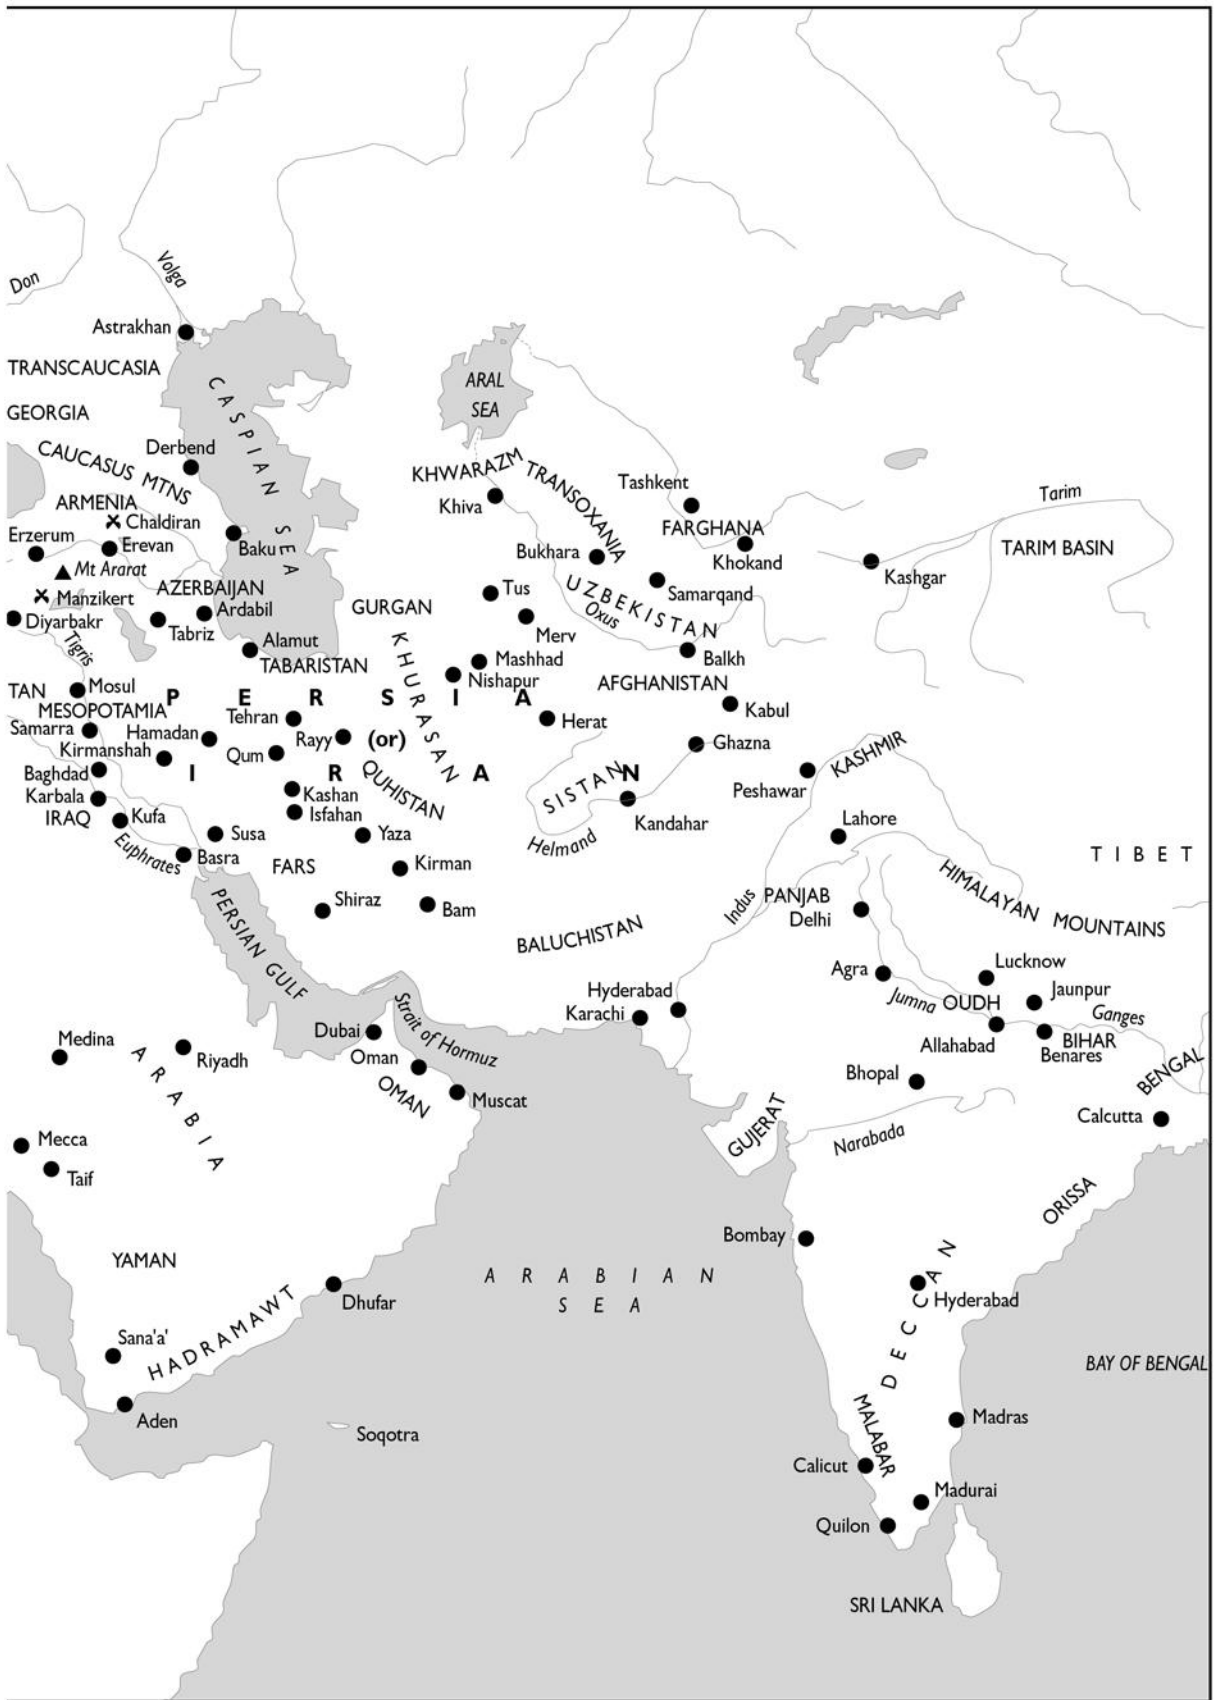 Don
Volga
Astrakhan
TRANSCAUCASIA
CASPIAN SEA
ARAL
SEA
GEORGIA
Derbend
CAUCASUS MTNS
KHWARAZM
TRANSOXANIA
Tashkent
Tarim
ARMENIA
Chaldiran
Khiva
FARGHANA
Erzerum
Erevan
Baku
Bukhara
Khokand
TARIM BASIN
Mt Ararat
Kashgar
AZERBAIJAN
Manzikert
Ardabil
GURGAN
Tus
UZBEKISTAN
Samarqand
Diyarbakr
Tabriz
Oxus
Merv
Tigris
Alamut
TABARISTAN
KHURASAN
Mashhad
Balkh
Nishapur
TAN
Mosul
PERSIA
AFGHANISTAN
MESOPOTAMIA
Tehran
Kabul
Samarra
Hamadan
Rayy
(or)
Herat
Kirmanshah
Qum
Ghazna
KASHMIR
Baghdad
IRAN
QUHISTAN
SISTAN
Peshawar
Karbala
Kashan
IRAQ
Kufa
Isfahan
Kandahar
Lahore
Susa
Yaza
Helmand
Euphrates
Basra
FARS
Kirman
TIBET
HIMALAYAN MOUNTAINS
PERSIAN GULF
Shiraz
Bam
Indus
PANJAB
Delhi
BALUCHISTAN
Agra
Lucknow
Hyderabad
Jumna
OUDH
Jaunpur
Karachi
Ganges
Strait of Hormuz
Dubai
Medina
Riyadh
Oman
Allahabad
BIHAR
Benares
ARABIA
OMAN
Muscat
Bhopal
BENGAL
GUJERAT
Calcutta
Mecca
Narabada
Taif
ORISSA
Bombay
YAMAN
ARABIAN
SEA
DECCAN
Hyderabad
Dhufar
HADRAMAWT
Sana'a'
BAY OF BENGAL
Aden
Soqotra
MALABAR
Madras
Calicut
Madurai
Quilon
SRI LANKA